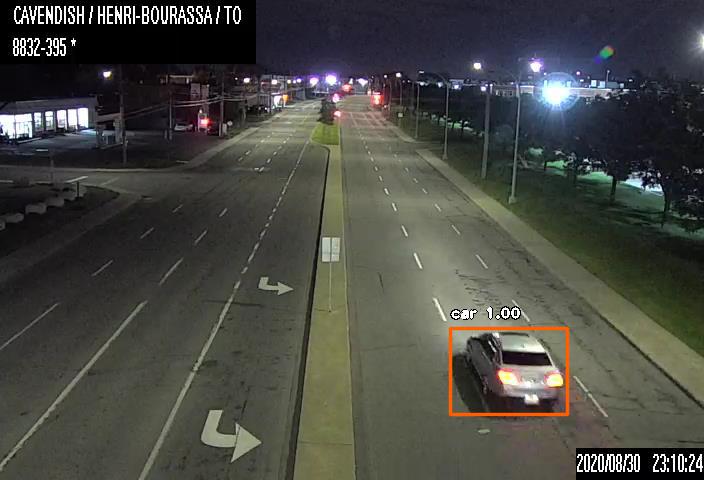 CAVENDISH / HENRI-BOURASSA / TO
8832-395 *
car 1.00
2020/08/30 23:10:24